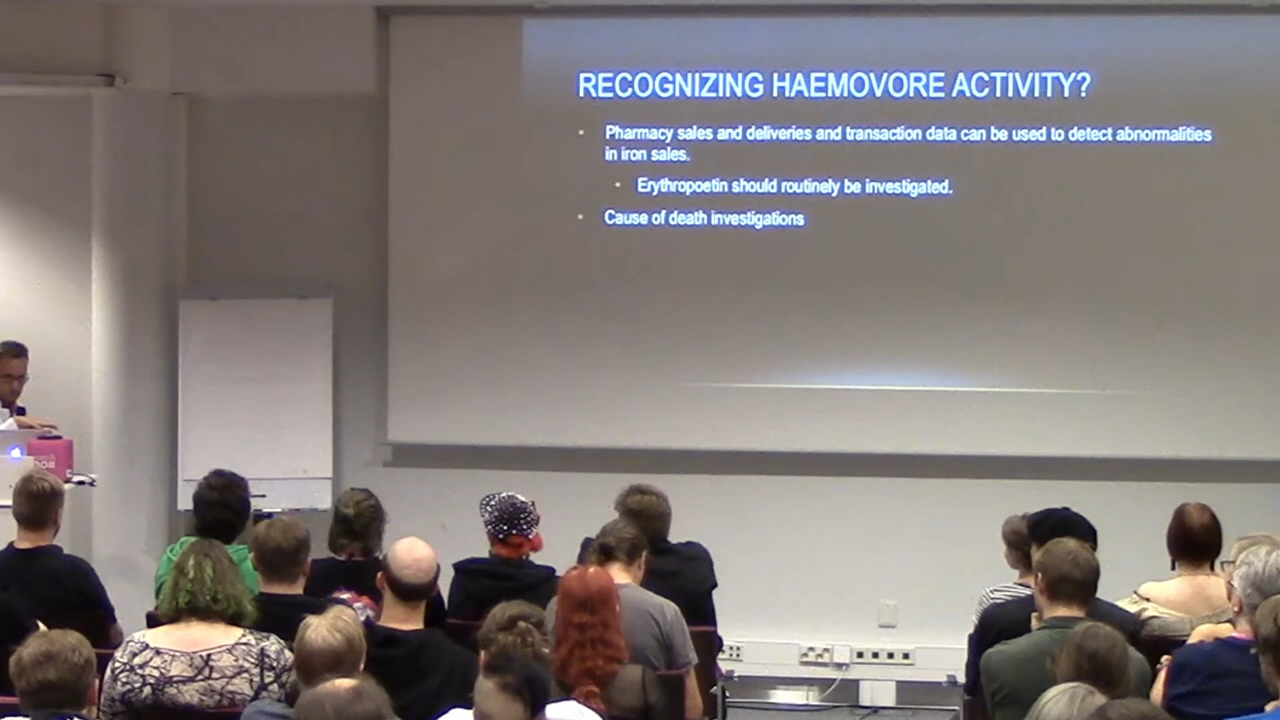 RECOGNIZING HAEMOVORE ACTIVITY?
Pharmacy sales and deliveries and transaction data can be used to detect abnormalities
in iron sales.
Erythropoetin should routinely be investigated.
Cause of death investigations